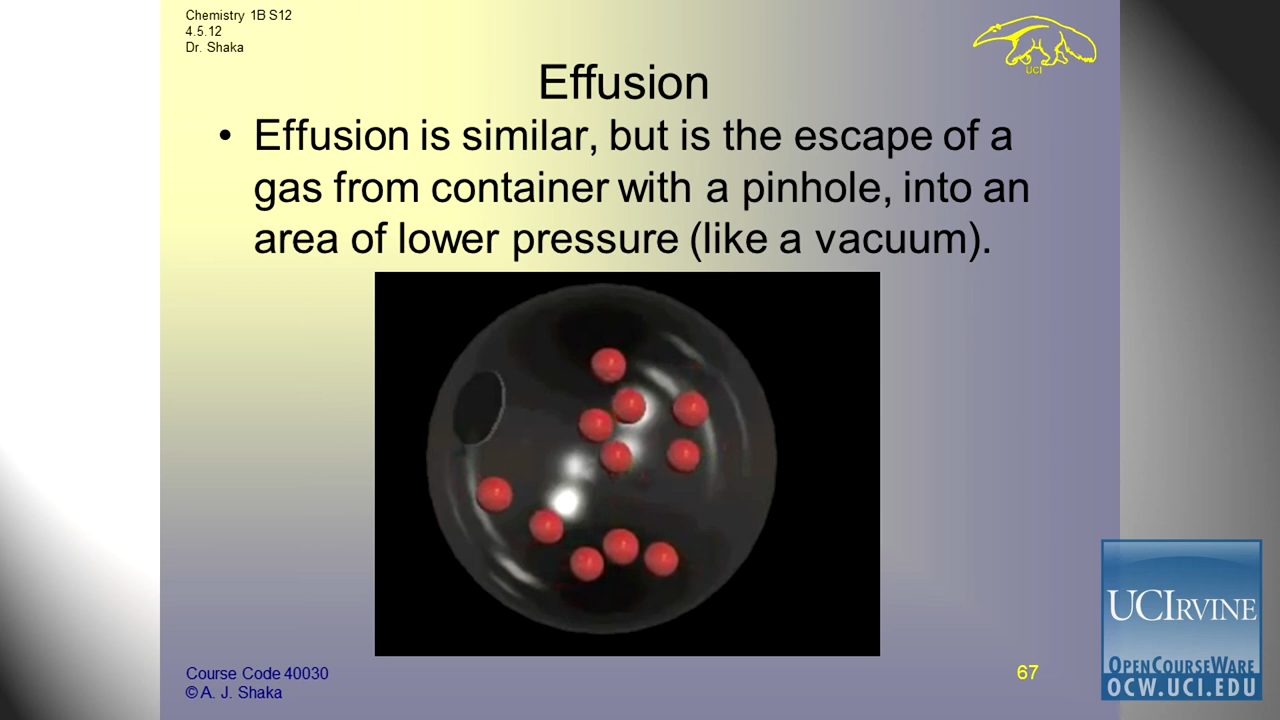 Chemistry 1B S12
4.5.12
Dr. Shaka
UCI
Effusion
• Effusion is similar, but is the escape of a
gas from container with a pinhole, into an
area of lower pressure (like a vacuum).
Course Code 40030
© A. J. Shaka
67
UCIRVINE
OPENCOURSEWARE
OCW.UCI.EDU